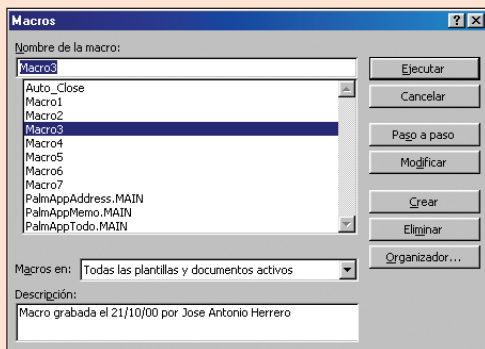 Macros
Nombre de la macro:
Macro3
Auto_Close
Macro1
Macro2
Macro3
Macro4
Macro5
Macro6
Macro7
PalmAppAddress.MAIN
PalmAppMemo.MAIN
PalmAppTodo.MAIN
Macros en: Todas las plantillas y documentos activos
Descripción:
Macro grabada el 21/10/00 por Jose Antonio Herrero
Ejecutar
Cancelar
Paso a paso
Modificar
Crear
Eliminar
Organizador...